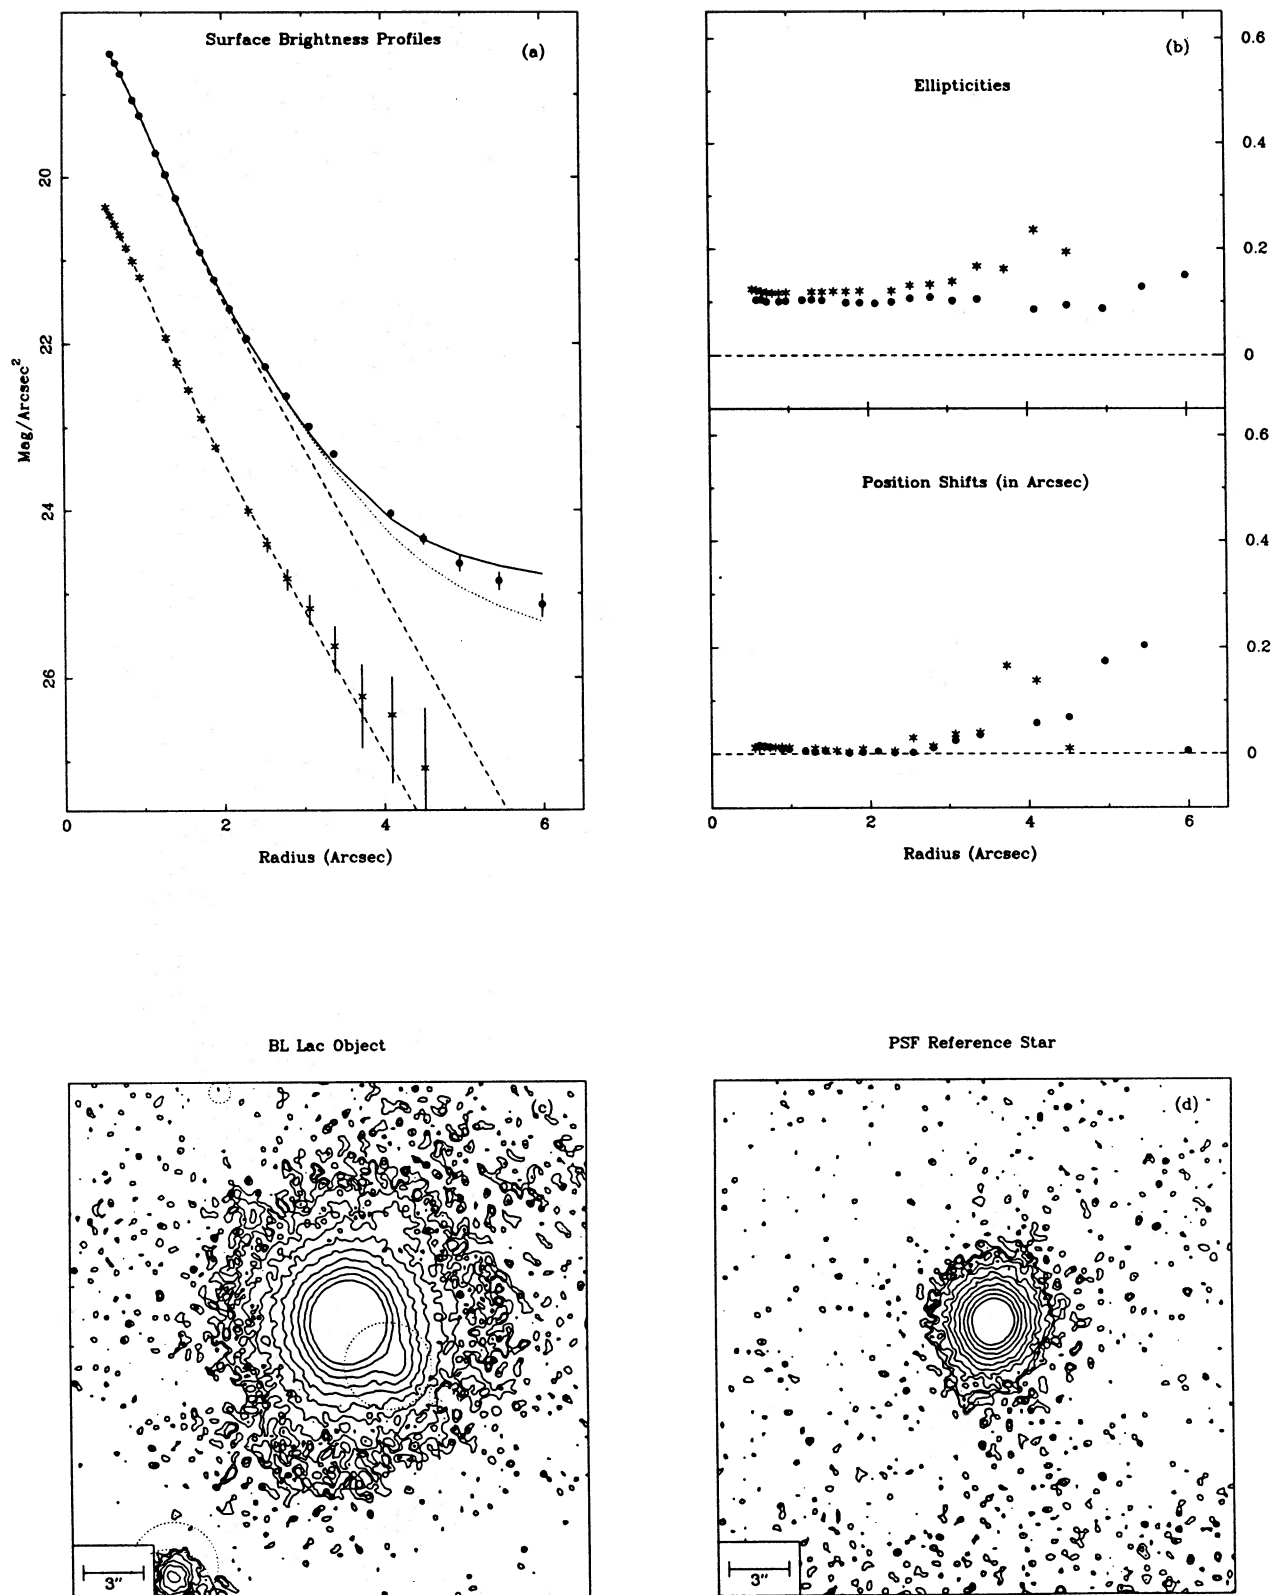 Surface Brightness Profiles
(a)
20
22
24
26
Mag/Arcsec²
0 2 4 6
Radius (Arcsec)
(b)
Ellipticities
0.6
0.4
0.2
0
Position Shifts (in Arcsec)
0.6
0.4
0.2
0
0 2 4 6
Radius (Arcsec)
BL Lac Object
(c)
3"
PSF Reference Star
(d)
3"